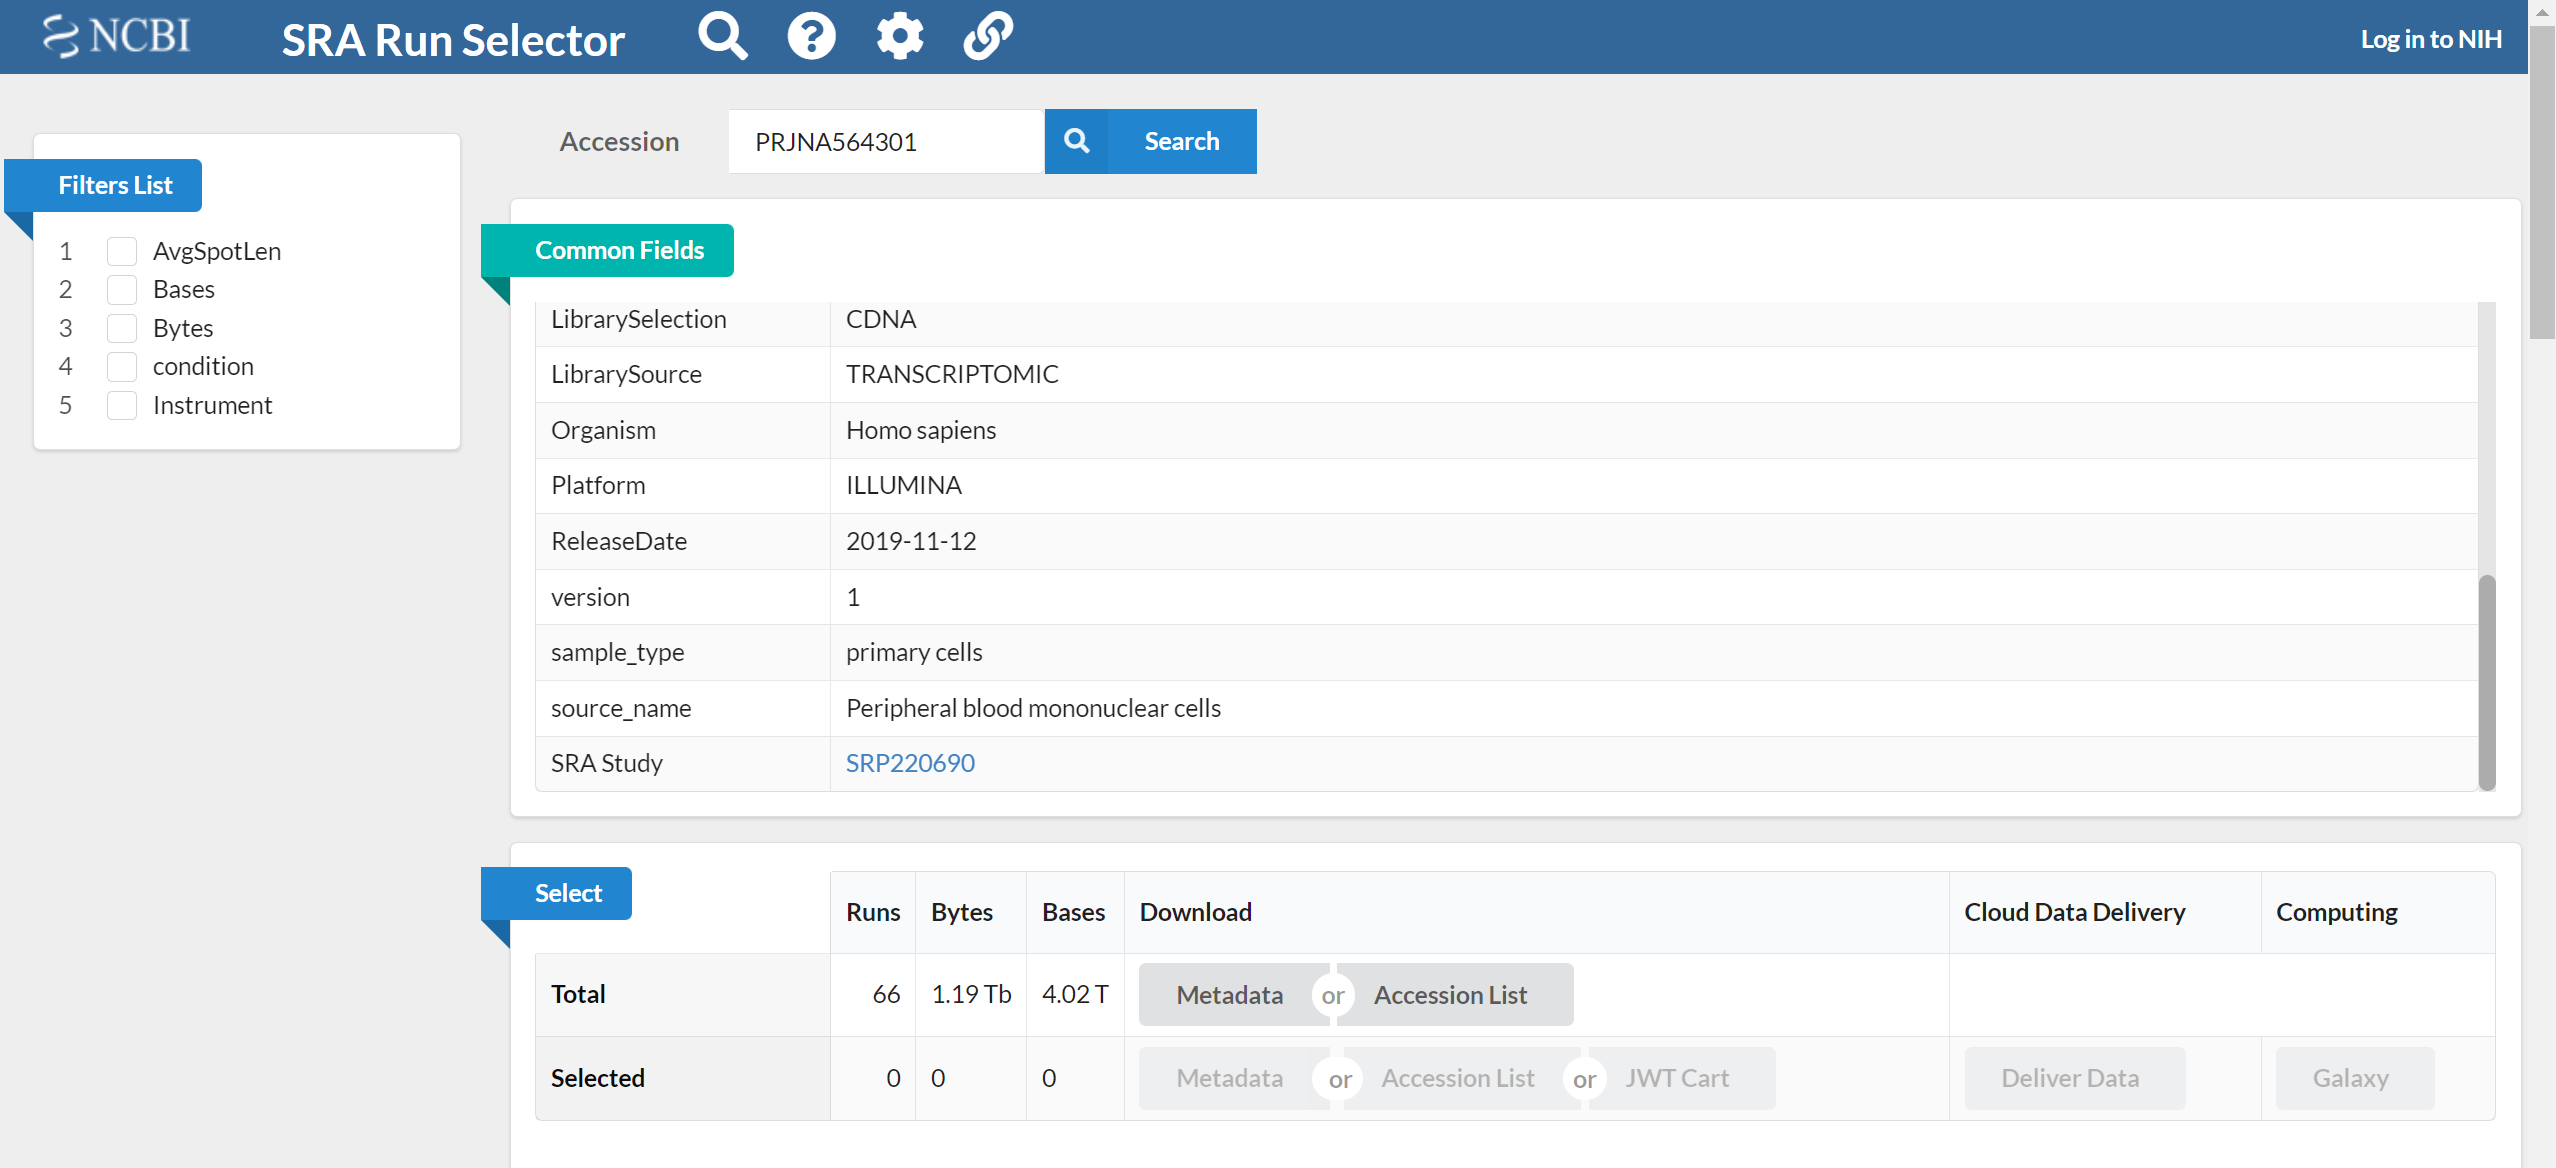 NCBI
SRA Run Selector
Log in to NIH
Accession
PRJNA564301
Search
Filters List
1 AvgSpotLen
2 Bases
3 Bytes
4 condition
5 Instrument
Common Fields
LibrarySelection CDNA
LibrarySource TRANSCRIPTOMIC
Organism Homo sapiens
Platform ILLUMINA
ReleaseDate 2019-11-12
version 1
sample_type primary cells
source_name Peripheral blood mononuclear cells
SRA Study SRP220690
Select
Runs Bytes Bases Download Cloud Data Delivery Computing
Total 66 1.19 Tb 4.02 T Metadata or Accession List
Selected 0 0 0 Metadata or Accession List or JWT Cart Deliver Data Galaxy